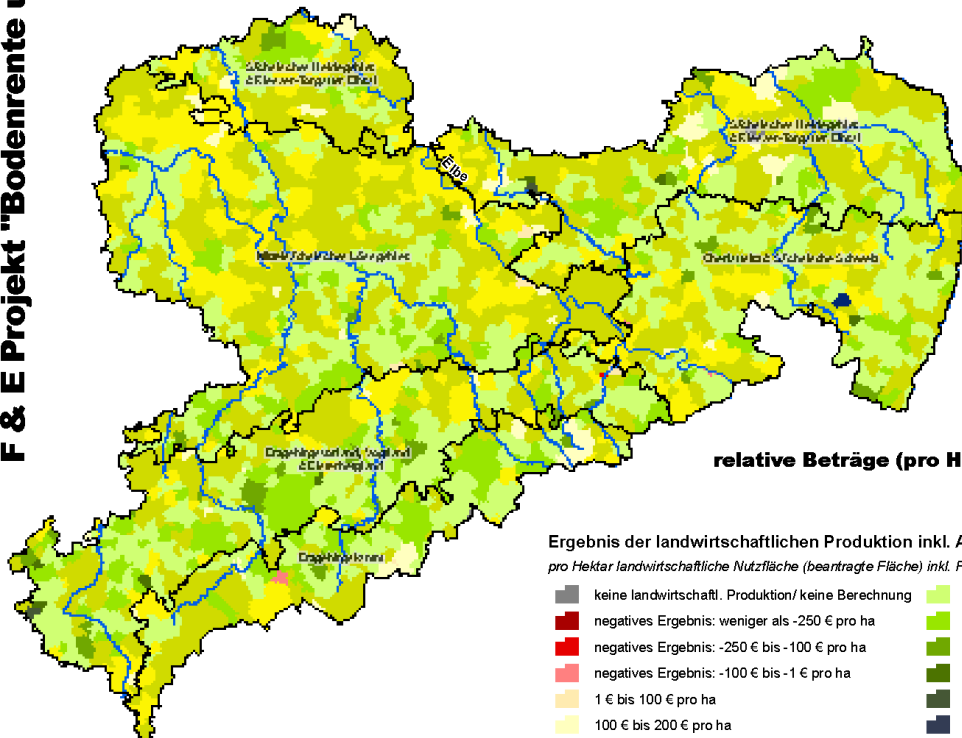 F & E Projekt "Bodenrente u
Elbe
relative Beträge (pro H
Ergebnis der landwirtschaftlichen Produktion inkl. A
pro Hektar landwirtschaftliche Nutzfläche (beantragte Fläche) inkl. F
keine landwirtschaftl. Produktion/ keine Berechnung
negatives Ergebnis: weniger als -250 € pro ha
negatives Ergebnis: -250 € bis -100 € pro ha
negatives Ergebnis: -100 € bis -1 € pro ha
1 € bis 100 € pro ha
100 € bis 200 € pro ha